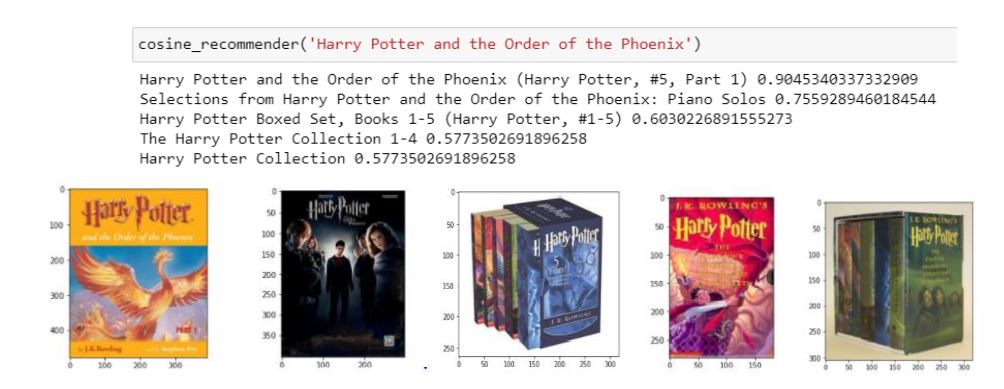 cosine_recommender('Harry Potter and the Order of the Phoenix')
Harry Potter and the Order of the Phoenix (Harry Potter, #5, Part 1) 0.9045340337332909
Selections from Harry Potter and the Order of the Phoenix: Piano Solos 0.7559289460184544
Harry Potter Boxed Set, Books 1-5 (Harry Potter, #1-5) 0.6030226891555273
The Harry Potter Collection 1-4 0.5773502691896258
Harry Potter Collection 0.5773502691896258
0
100
200
300
400
0 100 200 300
Harry Potter
and the Order of the Phoenix
PART 1
by J.K. Rowling
0
50
100
150
200
250
300
350
0 100 200
Harry Potter
0
50
100
150
200
250
0 50 100 150 200 250
Harry Potter
5
Years
J. K. ROWLING
0
50
100
150
200
250
0 50 100 150
J.K. ROWLING'S
Harry Potter
THE
0
50
100
150
200
250
300
0 50 100 150 200 250 300
J. K. ROWLING
Harry Potter